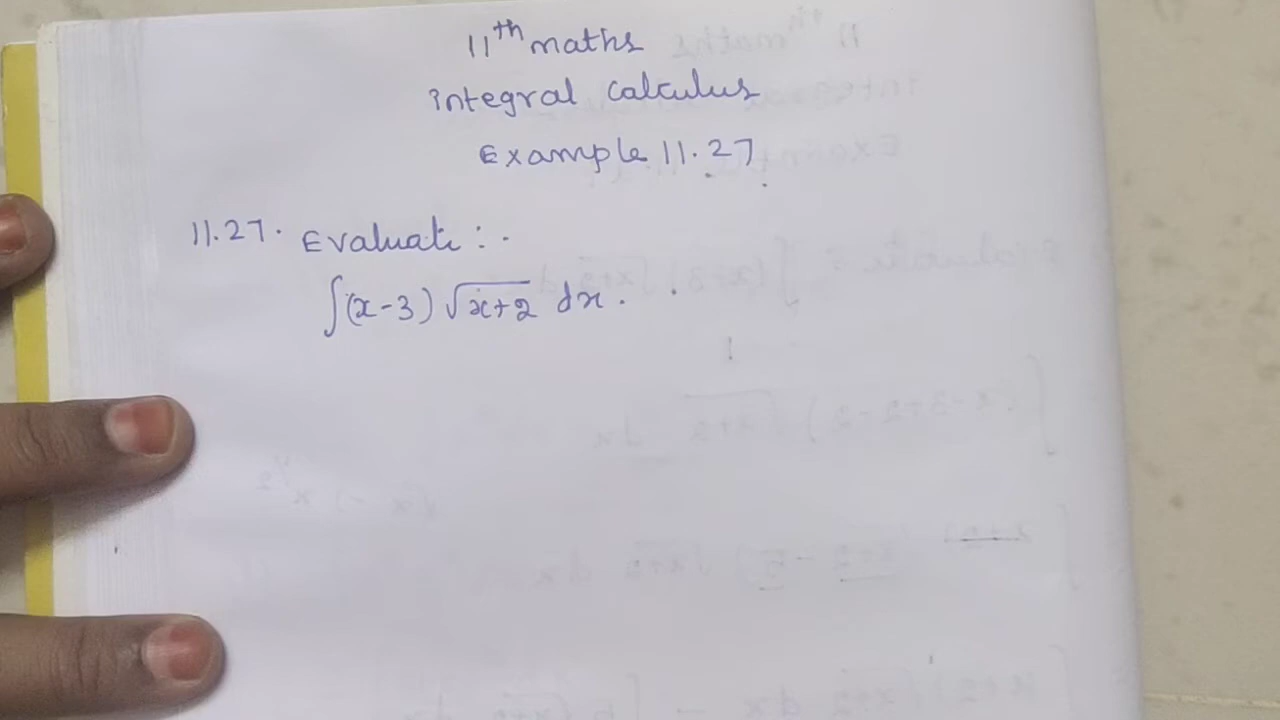 11th maths
integral calculus
Example 11.27
11.27. Evaluate :
∫(x-3) √x+2 dx.